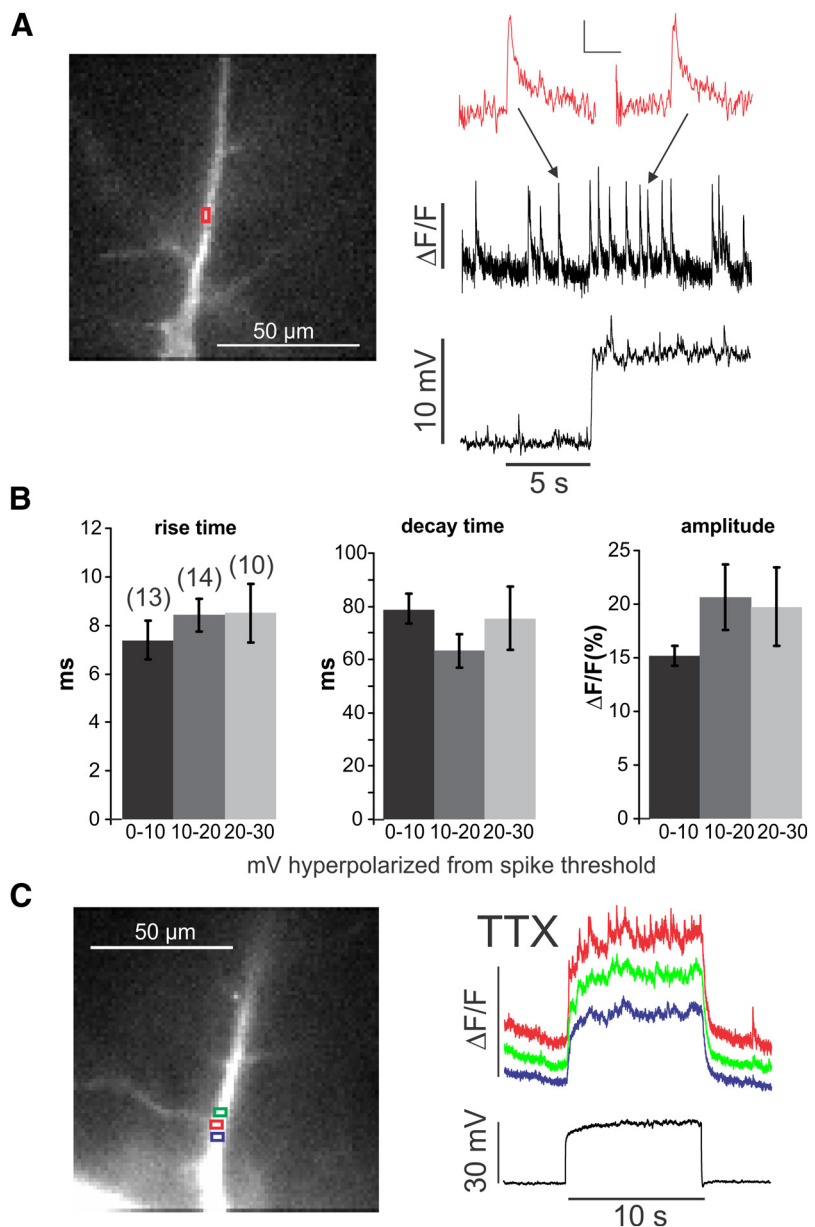 A
50 µm
ΔF/F
10 mV
5 s
B
rise time
decay time
amplitude
12
10
8
6
4
2
0
ms
(13)
(14)
(10)
0-10 10-20 20-30
100
80
60
40
20
0
ms
0-10 10-20 20-30
25
20
15
10
5
0
ΔF/F(%)
0-10 10-20 20-30
mV hyperpolarized from spike threshold
C
50 µm
TTX
ΔF/F
30 mV
10 s